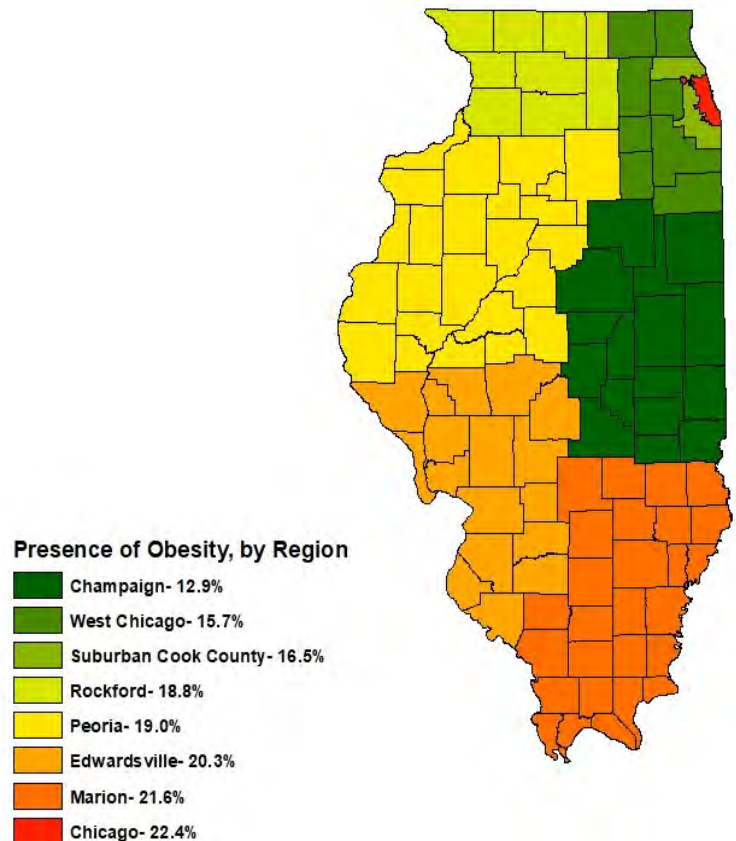 Presence of Obesity, by Region
Champaign- 12.9%
West Chicago- 15.7%
Suburban Cook County- 16.5%
Rockford- 18.8%
Peoria- 19.0%
Edwardsville- 20.3%
Marion- 21.6%
Chicago- 22.4%